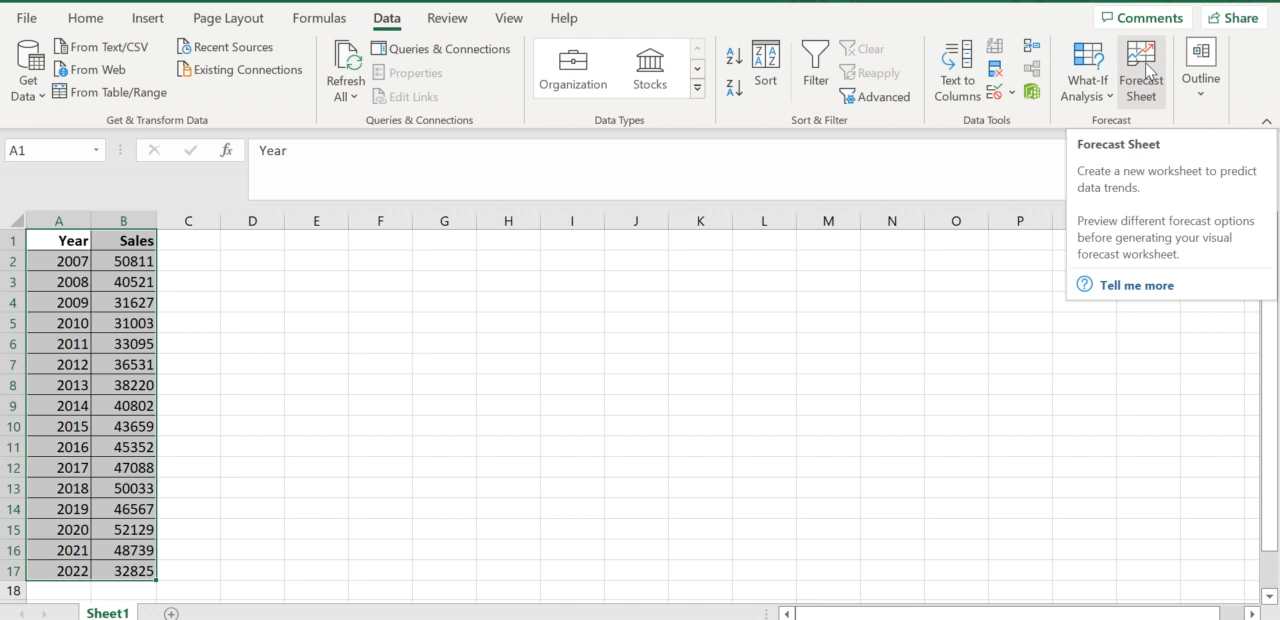 File Home Insert Page Layout Formulas Data Review View Help Comments Share
Get Data
From Text/CSV
From Web
From Table/Range
Recent Sources
Existing Connections
Get & Transform Data
Refresh All
Queries & Connections
Properties
Edit Links
Queries & Connections
Organization Stocks
Data Types
Sort
Filter
Clear
Reapply
Advanced
Sort & Filter
Text to
Columns
Data Tools
What-If
Analysis
Forecast
Sheet
Forecast
Outline
A1 fx Year
Forecast Sheet
Create a new worksheet to predict
data trends.
Preview different forecast options
before generating your visual
forecast worksheet.
? Tell me more
A B C D E F G H I J K L M N O P
1 Year Sales
2 2007 50811
3 2008 40521
4 2009 31627
5 2010 31003
6 2011 33095
7 2012 36531
8 2013 38220
9 2014 40802
10 2015 43659
11 2016 45352
12 2017 47088
13 2018 50033
14 2019 46567
15 2020 52129
16 2021 48739
17 2022 32825
18
Sheet1